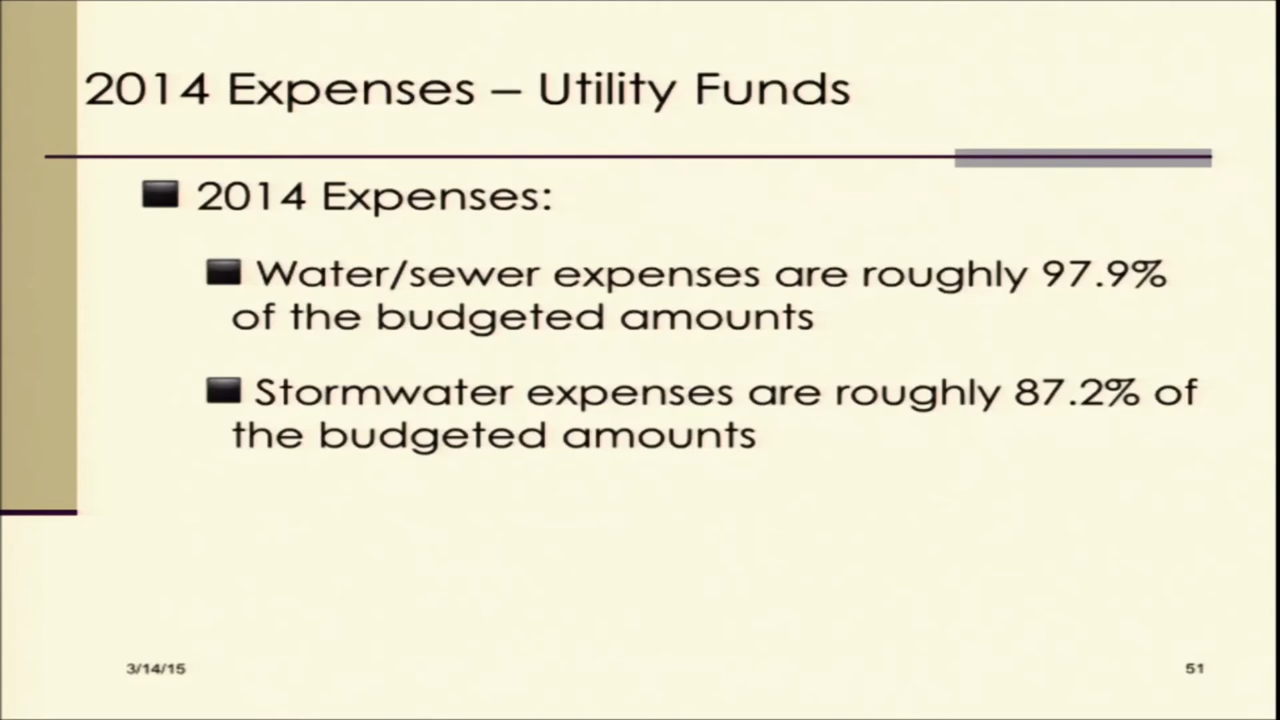 2014 Expenses – Utility Funds
2014 Expenses:
Water/sewer expenses are roughly 97.9%
of the budgeted amounts
Stormwater expenses are roughly 87.2% of
the budgeted amounts
3/14/15
51